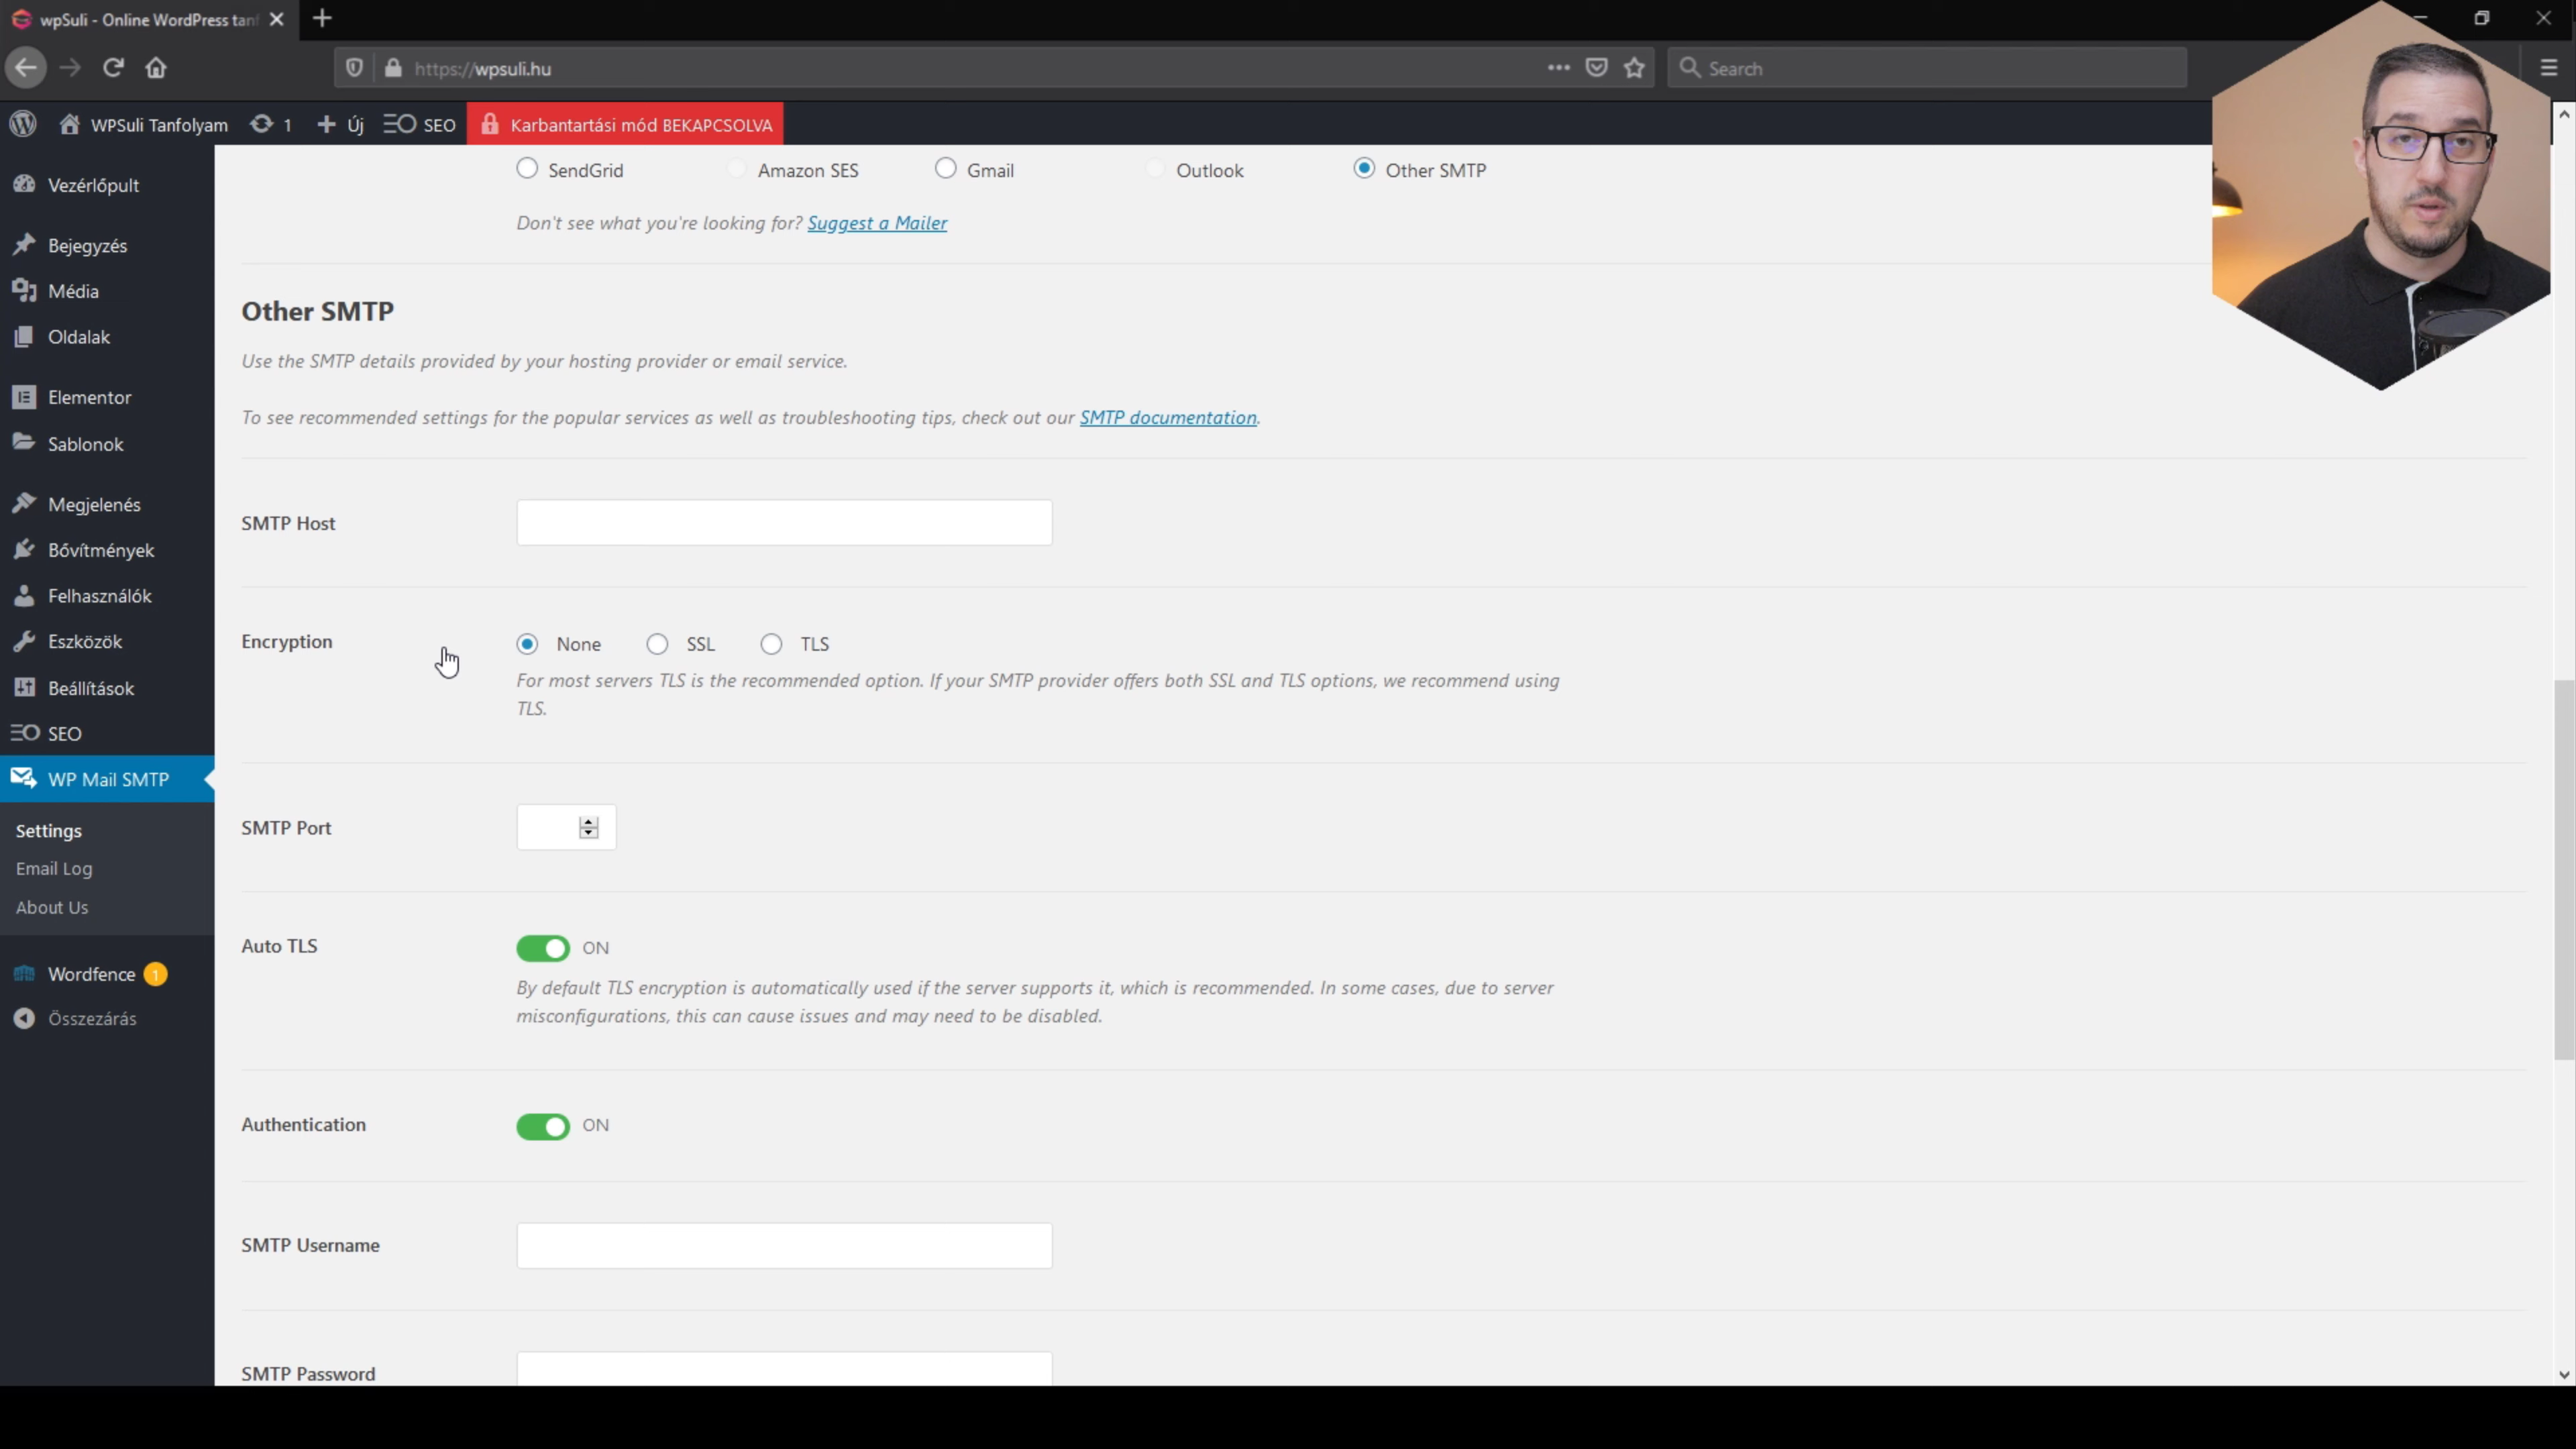 wpSuli - Online WordPress tanf
https://wpsuli.hu
Search
WPSuli Tanfolyam
1
Új
SEO
Karbantartási mód BEKAPCSOLVA
Vezérlőpult
Bejegyzés
Média
Oldalak
Elementor
Sablonok
Megjelenés
Bővítmények
Felhasználók
Eszközök
Beállítások
SEO
WP Mail SMTP
Settings
Email Log
About Us
Wordfence 1
Összezárás
SendGrid
Amazon SES
Gmail
Outlook
Other SMTP
Don't see what you're looking for? Suggest a Mailer
Other SMTP
Use the SMTP details provided by your hosting provider or email service.
To see recommended settings for the popular services as well as troubleshooting tips, check out our SMTP documentation.
SMTP Host
Encryption
None
SSL
TLS
For most servers TLS is the recommended option. If your SMTP provider offers both SSL and TLS options, we recommend using
TLS.
SMTP Port
Auto TLS
ON
By default TLS encryption is automatically used if the server supports it, which is recommended. In some cases, due to server
misconfigurations, this can cause issues and may need to be disabled.
Authentication
ON
SMTP Username
SMTP Password